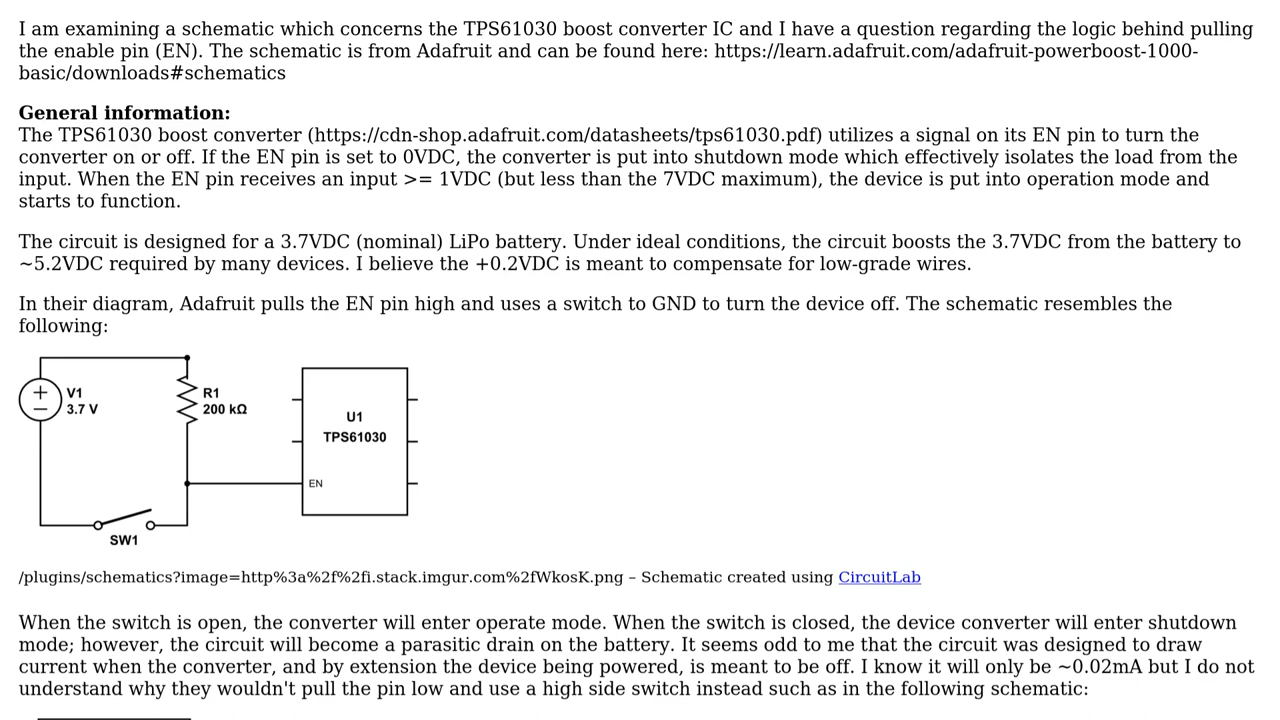 I am examining a schematic which concerns the TPS61030 boost converter IC and I have a question regarding the logic behind pulling
the enable pin (EN). The schematic is from Adafruit and can be found here: https://learn.adafruit.com/adafruit-powerboost-1000-
basic/downloads#schematics
General information:
The TPS61030 boost converter (https://cdn-shop.adafruit.com/datasheets/tps61030.pdf) utilizes a signal on its EN pin to turn the
converter on or off. If the EN pin is set to 0VDC, the converter is put into shutdown mode which effectively isolates the load from the
input. When the EN pin receives an input >= 1VDC (but less than the 7VDC maximum), the device is put into operation mode and
starts to function.
The circuit is designed for a 3.7VDC (nominal) LiPo battery. Under ideal conditions, the circuit boosts the 3.7VDC from the battery to
~5.2VDC required by many devices. I believe the +0.2VDC is meant to compensate for low-grade wires.
In their diagram, Adafruit pulls the EN pin high and uses a switch to GND to turn the device off. The schematic resembles the
following:
V1
3.7 V
R1
200 kΩ
U1
TPS61030
EN
SW1
/plugins/schematics?image=http%3a%2f%2fi.stack.imgur.com%2fWkosK.png – Schematic created using CircuitLab
When the switch is open, the converter will enter operate mode. When the switch is closed, the device converter will enter shutdown
mode; however, the circuit will become a parasitic drain on the battery. It seems odd to me that the circuit was designed to draw
current when the converter, and by extension the device being powered, is meant to be off. I know it will only be ~0.02mA but I do not
understand why they wouldn't pull the pin low and use a high side switch instead such as in the following schematic: